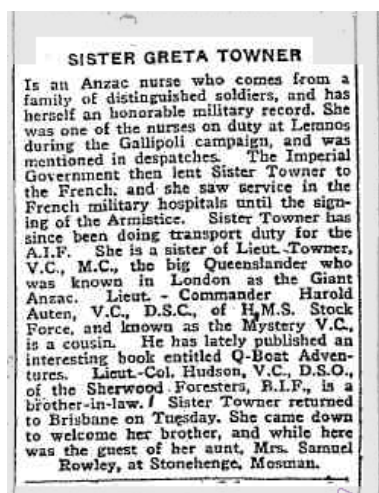 SISTER GRETA TOWNER
Is an Anzac nurse who comes from a
family of distinguished soldiers, and has
herself an honorable military record. She
was one of the nurses on duty at Lemnos
during the Gallipoli campaign, and was
mentioned in despatches. The Imperial
Government then lent Sister Towner to
the French, and she saw service in the
French military hospitals until the sign-
ing of the Armistice. Sister Towner has
since been doing transport duty for the
A.I.F. She is a sister of Lieut. Towner,
V.C., M.C., the big Queenslander who
was known in London as the Giant
Anzac. Lieut. - Commander Harold
Auten, V.C., D.S.C., of H.M.S. Stock
Force, and known as the Mystery V.C.,
is a cousin. He has lately published an
interesting book entitled Q-Boat Adven-
tures. Lieut.-Col. Hudson, V.C., D.S.O.,
of the Sherwood Foresters, R.I.F., is a
brother-in-law. Sister Towner returned
to Brisbane on Tuesday. She came down
to welcome her brother, and while here
was the guest of her aunt, Mrs. Samuel
Rowley, at Stonehenge, Mosman.